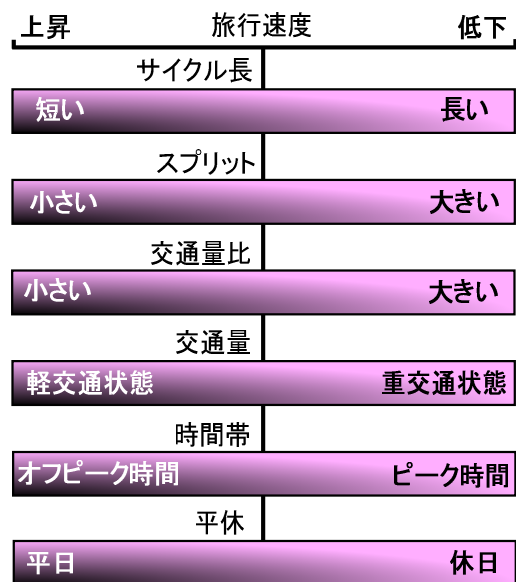 上昇 旅行速度 低下
サイクル長
短い 長い
スプリット
小さい 大きい
交通量比
小さい 大きい
交通量
軽交通状態 重交通状態
時間帯
オフピーク時間 ピーク時間
平休
平日 休日